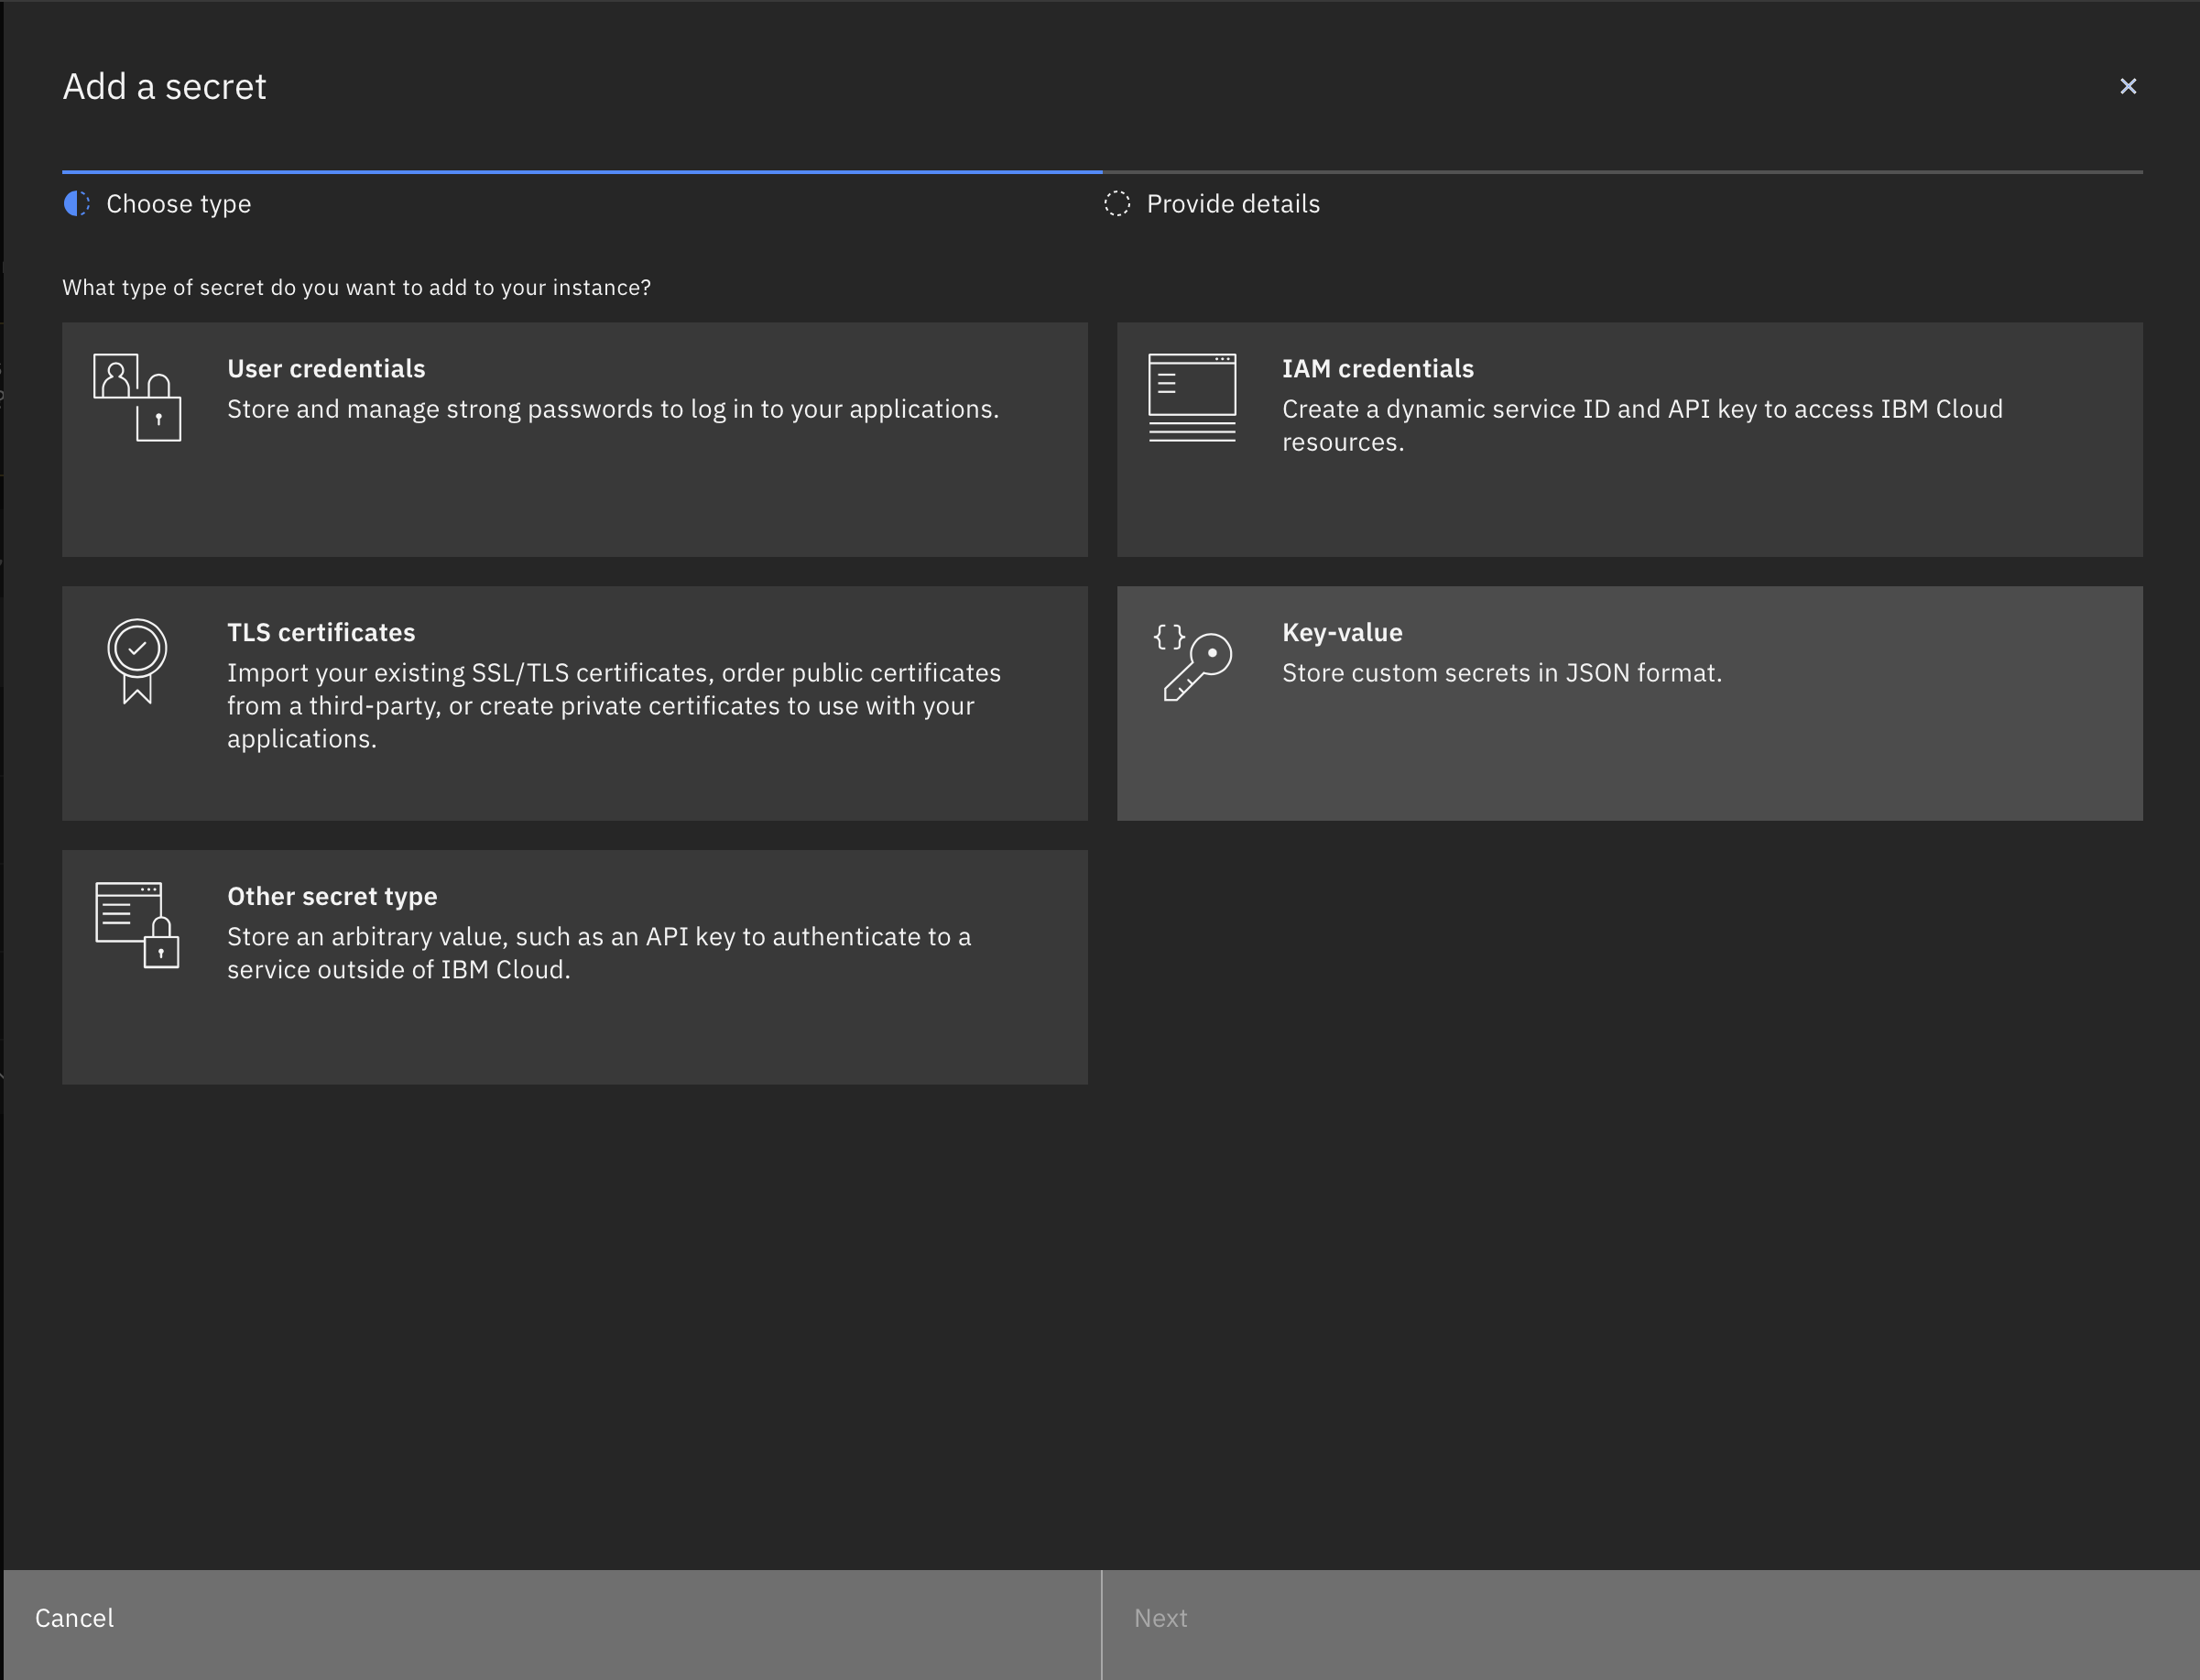 Add a secret
Choose type
Provide details
What type of secret do you want to add to your instance?
User credentials
Store and manage strong passwords to log in to your applications.
IAM credentials
Create a dynamic service ID and API key to access IBM Cloud
resources.
TLS certificates
Import your existing SSL/TLS certificates, order public certificates
from a third-party, or create private certificates to use with your
applications.
Key-value
Store custom secrets in JSON format.
Other secret type
Store an arbitrary value, such as an API key to authenticate to a
service outside of IBM Cloud.
Cancel
Next